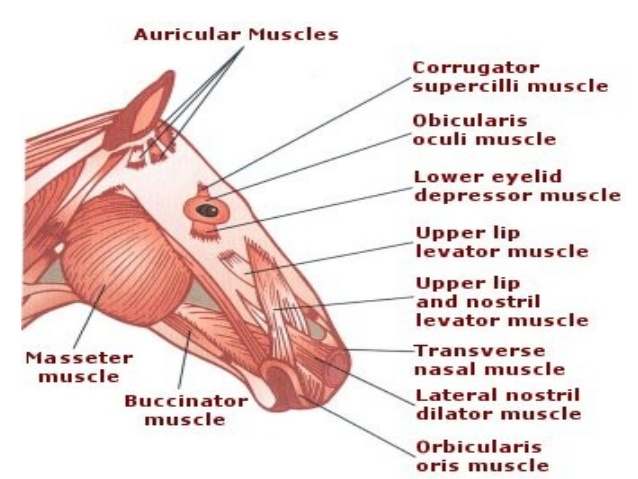 Auricular Muscles
Corrugator
supercilli muscle
Obicularis
oculi muscle
Lower eyelid
depressor muscle
Upper lip
levator muscle
Upper lip
and nostril
levator muscle
Transverse
nasal muscle
Lateral nostril
dilator muscle
Orbicularis
oris muscle
Masseter
muscle
Buccinator
muscle